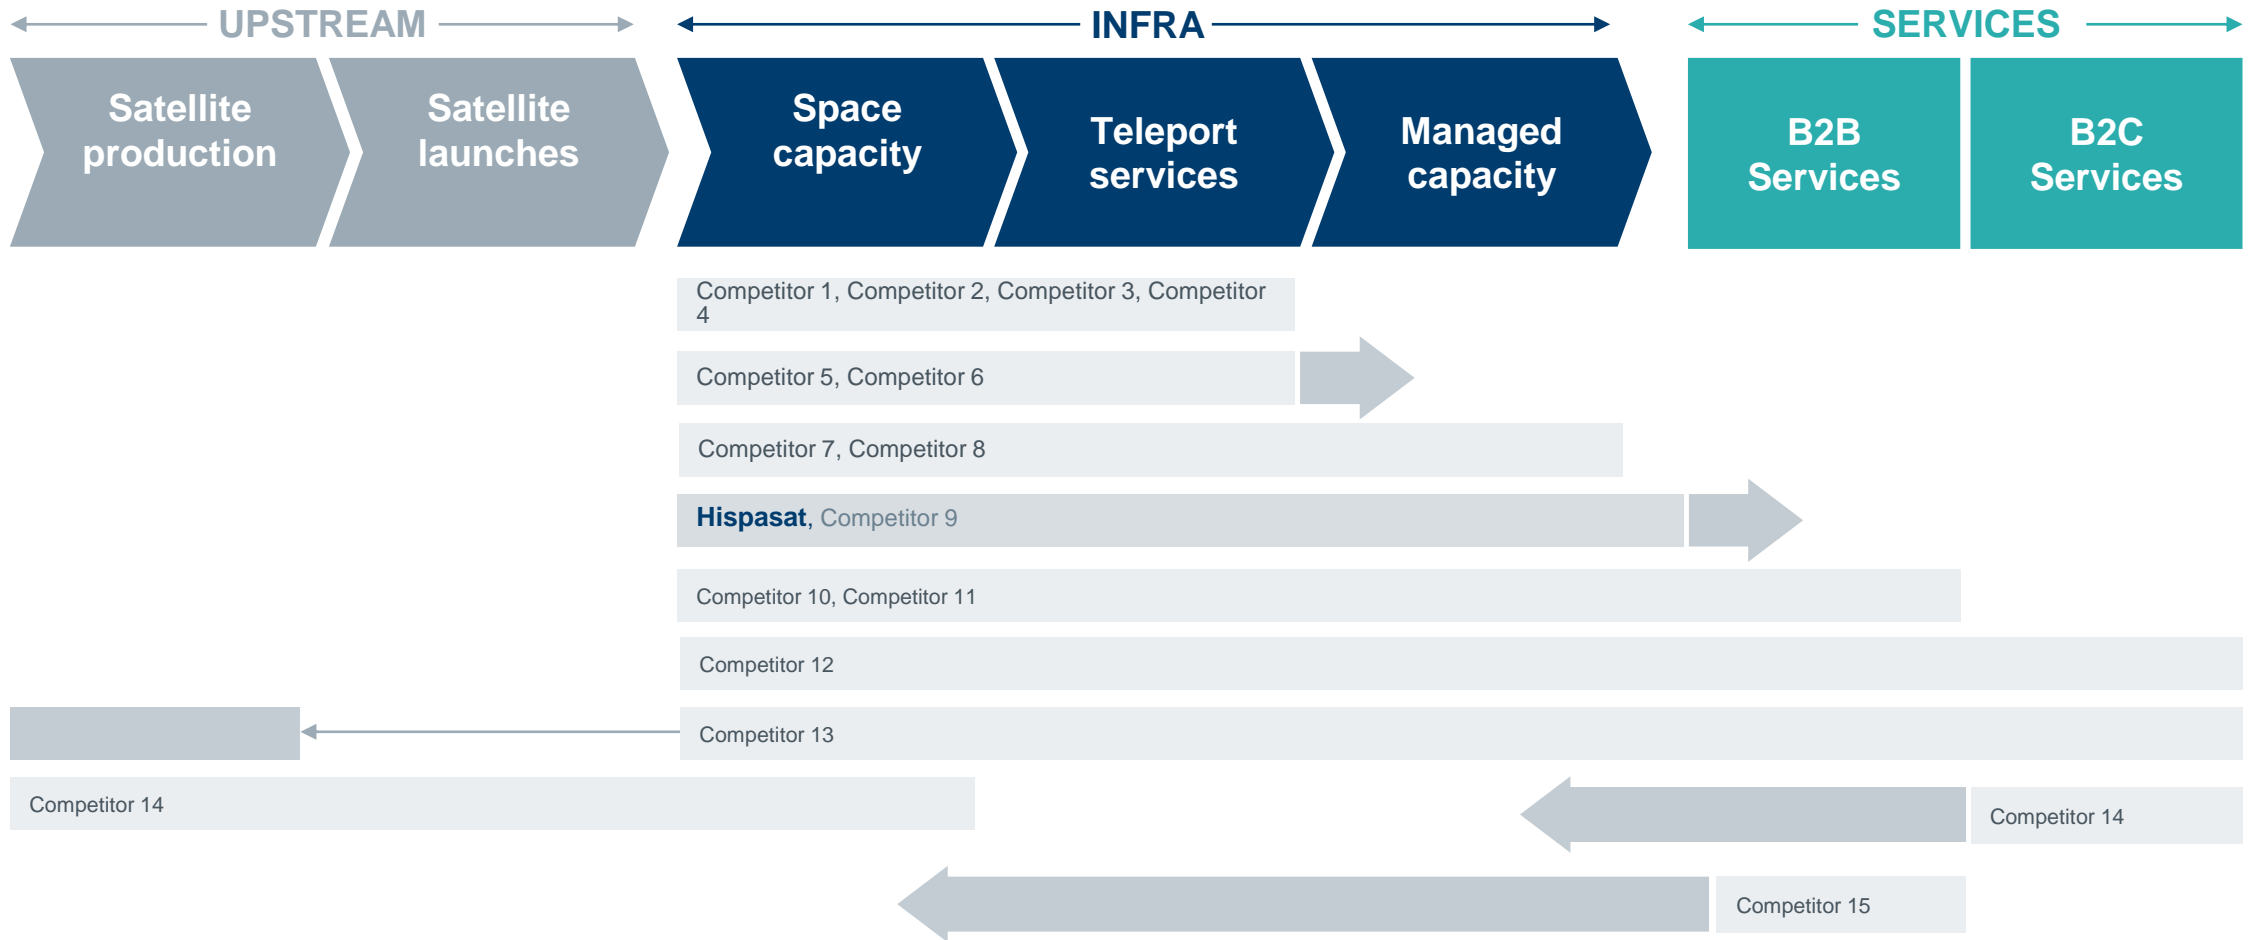 UPSTREAM
INFRA
SERVICES
Satellite
production
Satellite
launches
Space
capacity
Teleport
services
Managed
capacity
B2B
Services
B2C
Services
Competitor 1, Competitor 2, Competitor 3, Competitor
4
Competitor 5, Competitor 6
Competitor 7, Competitor 8
Hispasat, Competitor 9
Competitor 10, Competitor 11
Competitor 12
Competitor 13
Competitor 14
Competitor 14
Competitor 15